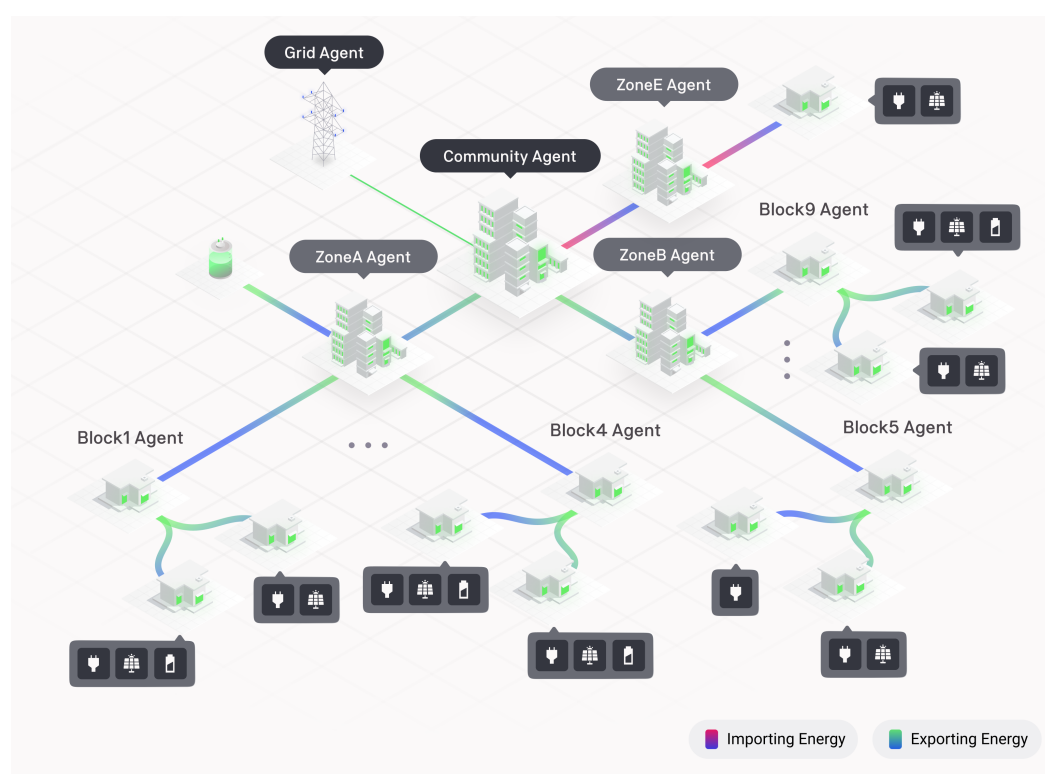 Grid Agent
ZoneE Agent
Community Agent
Block9 Agent
ZoneA Agent
ZoneB Agent
Block1 Agent
Block4 Agent
Block5 Agent
Importing Energy
Exporting Energy